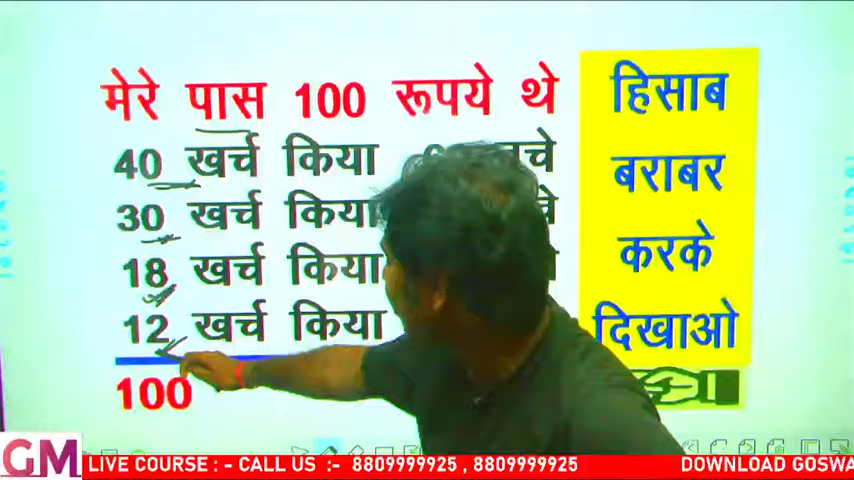 मेरे पास 100 रूपये थे
40 खर्च किया
30 खर्च किया
18 खर्च किया
12 खर्च किया
100
हिसाब
बराबर
करके
दिखाओ
GM
LIVE COURSE : - CALL US :- 8809999925 , 8809999925
DOWNLOAD